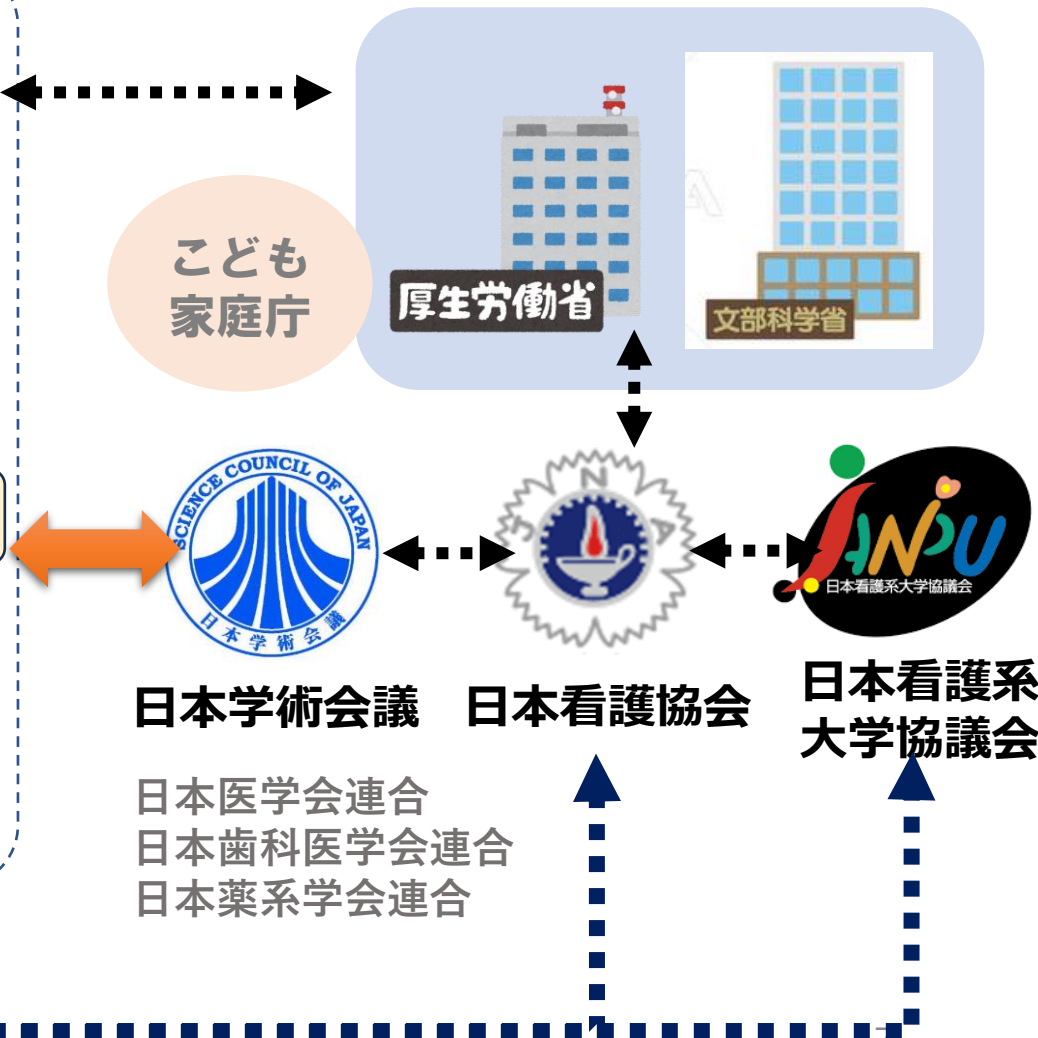 こども
家庭庁
厚生労働省
文部科学省
SCIENCE COUNCIL OF JAPAN
日本学術会議
JNA
JANPU
日本看護系大学協議会
日本学術会議
日本看護協会
日本看護系
大学協議会
日本医学会連合
日本歯科医学会連合
日本薬系学会連合